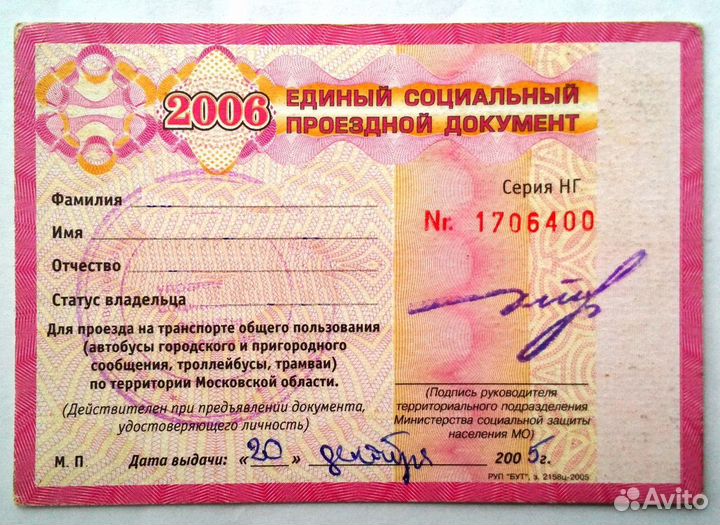 2006 ЕДИНЫЙ СОЦИАЛЬНЫЙ
ПРОЕЗДНОЙ ДОКУМЕНТ
Фамилия
Серия НГ
Имя
Nr. 1706400
Отчество
Статус владельца
Для проезда на транспорте общего пользования
(автобусы городского и пригородного
сообщения, троллейбусы, трамваи)
по территории Московской области.
(Действителен при предъявлении документа,
удостоверяющего личность)
(Подпись руководителя
территориального подразделения
Министерства социальной защиты
населения МО)
М. П Дата выдачи: «20» декабря 2005г.
РУП "БУТ", з. 2158ц-2005
Avito